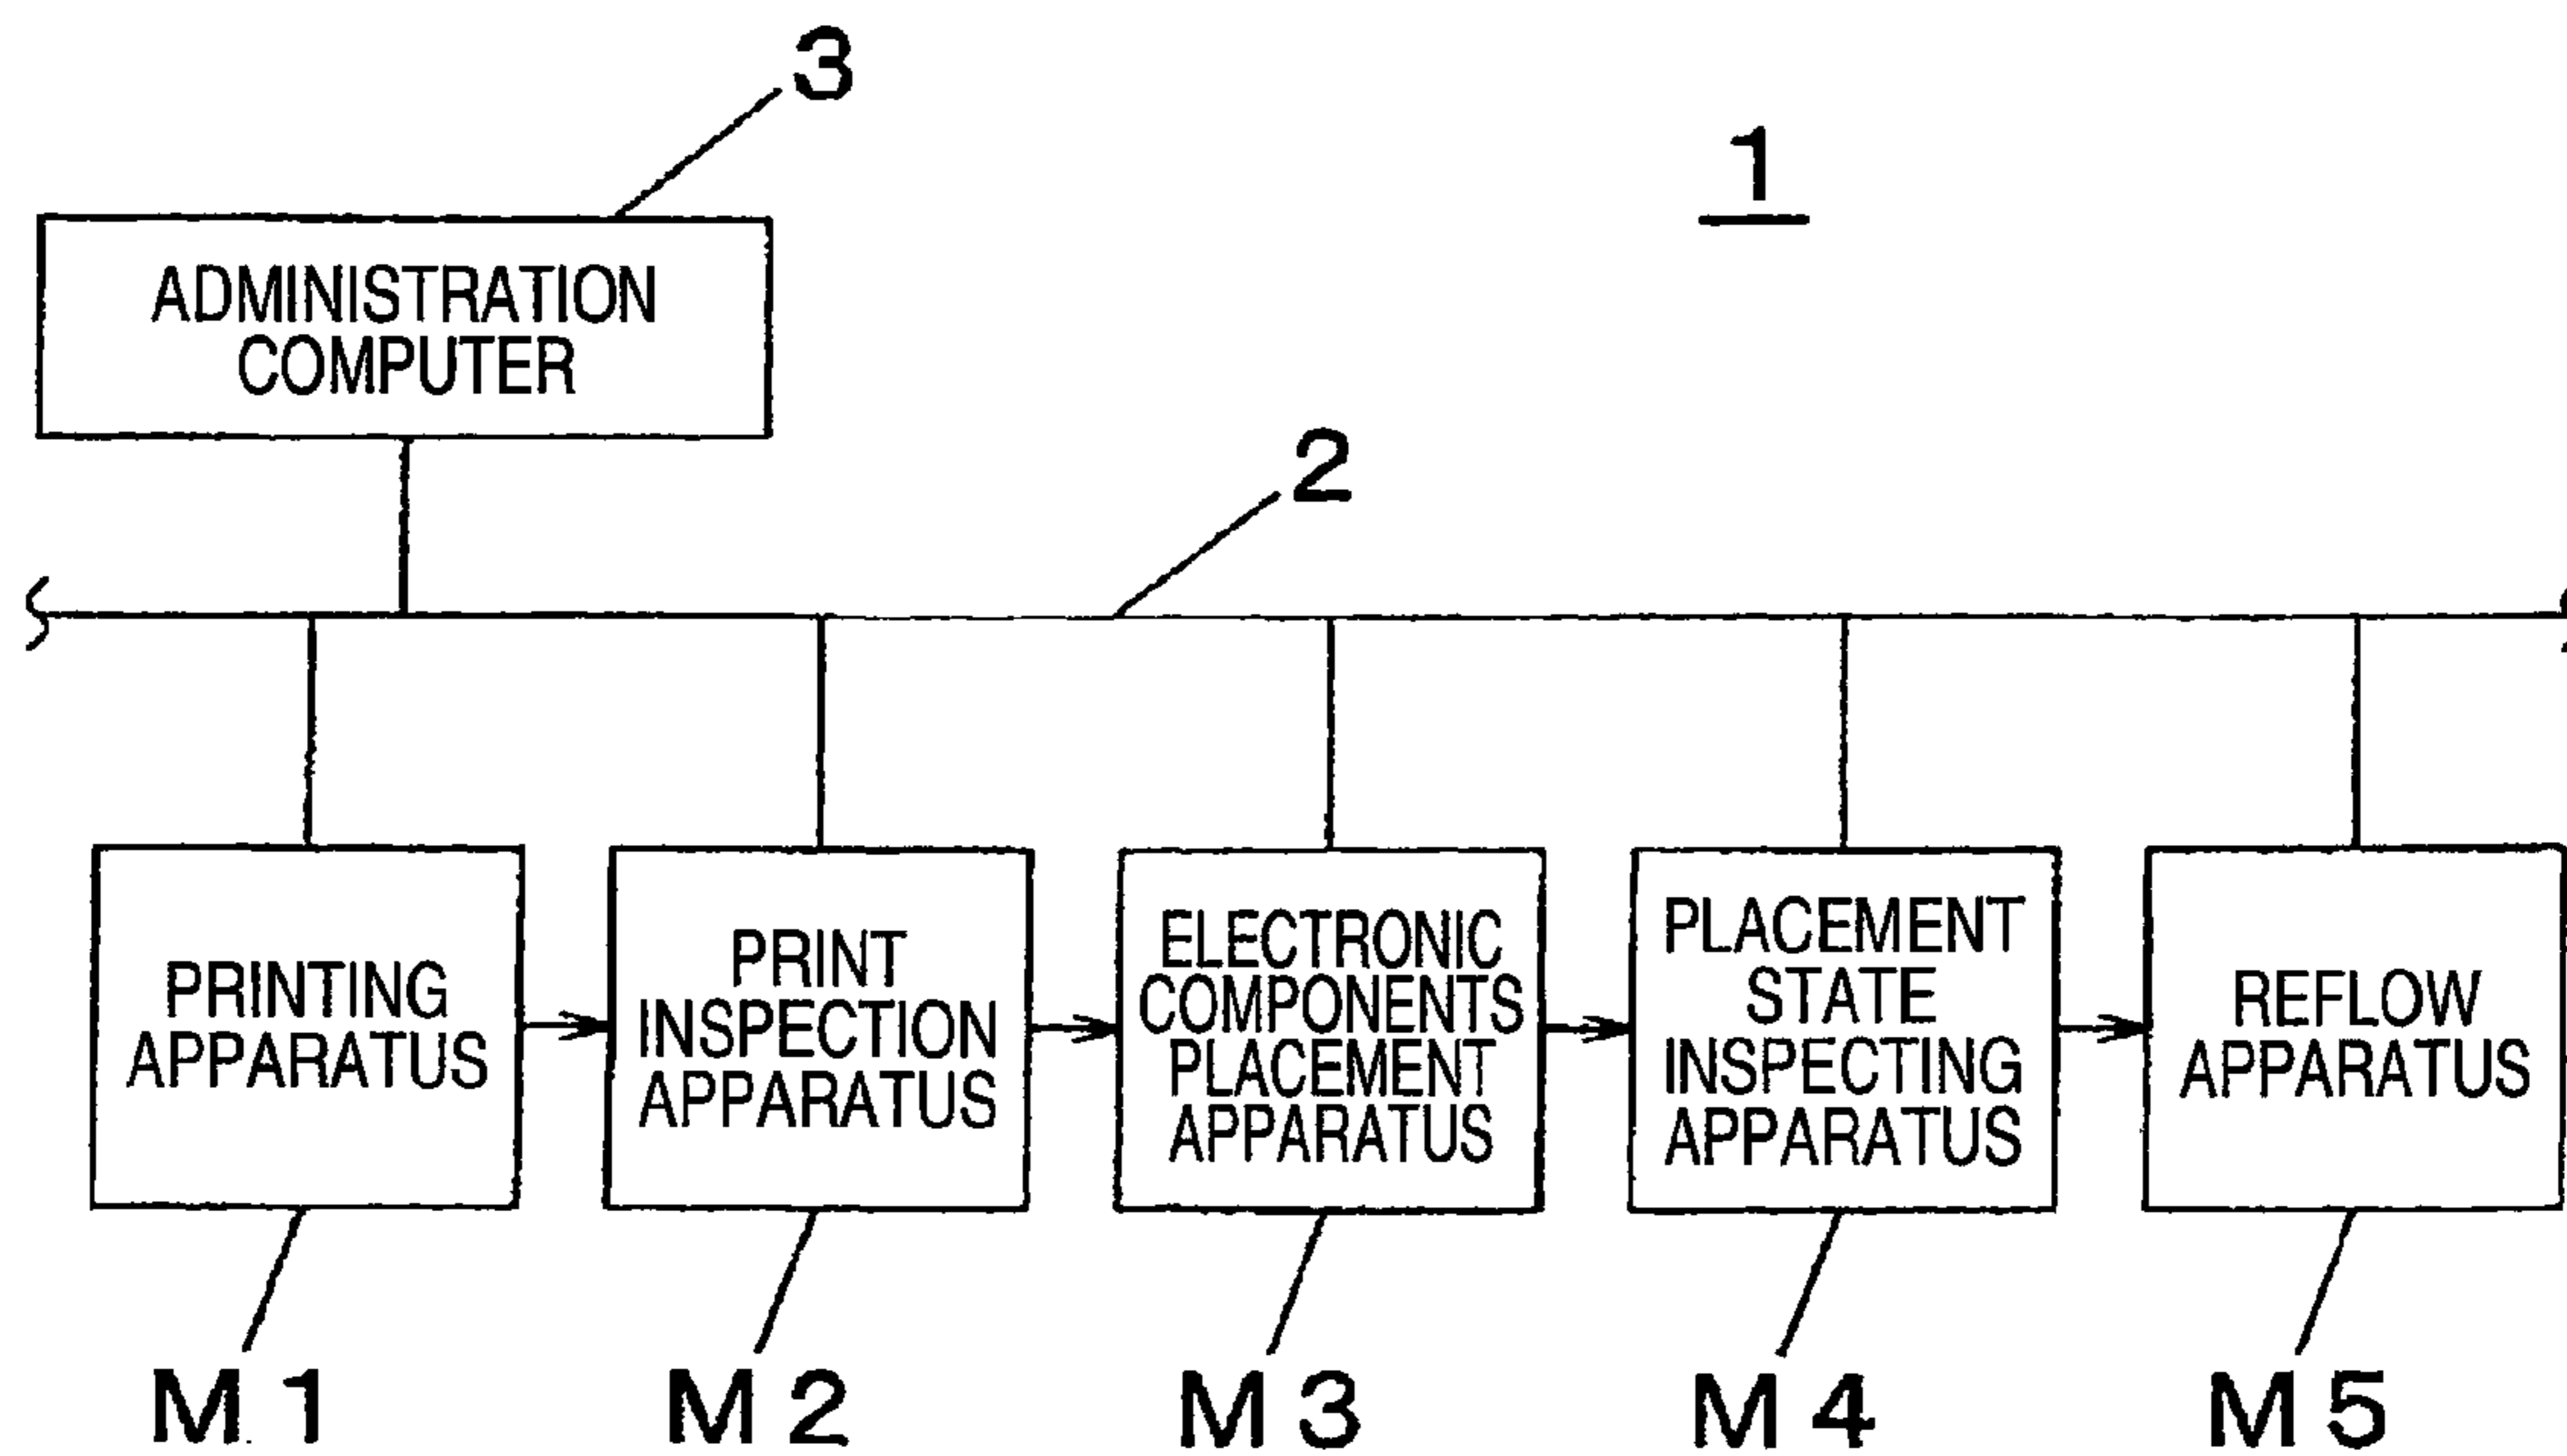 3
1
ADMINISTRATION
COMPUTER
2
PRINTING
APPARATUS
PRINT
INSPECTION
APPARATUS
ELECTRONIC
COMPONENTS
PLACEMENT
APPARATUS
PLACEMENT
STATE
INSPECTING
APPARATUS
REFLOW
APPARATUS
M1
M2
M3
M4
M5